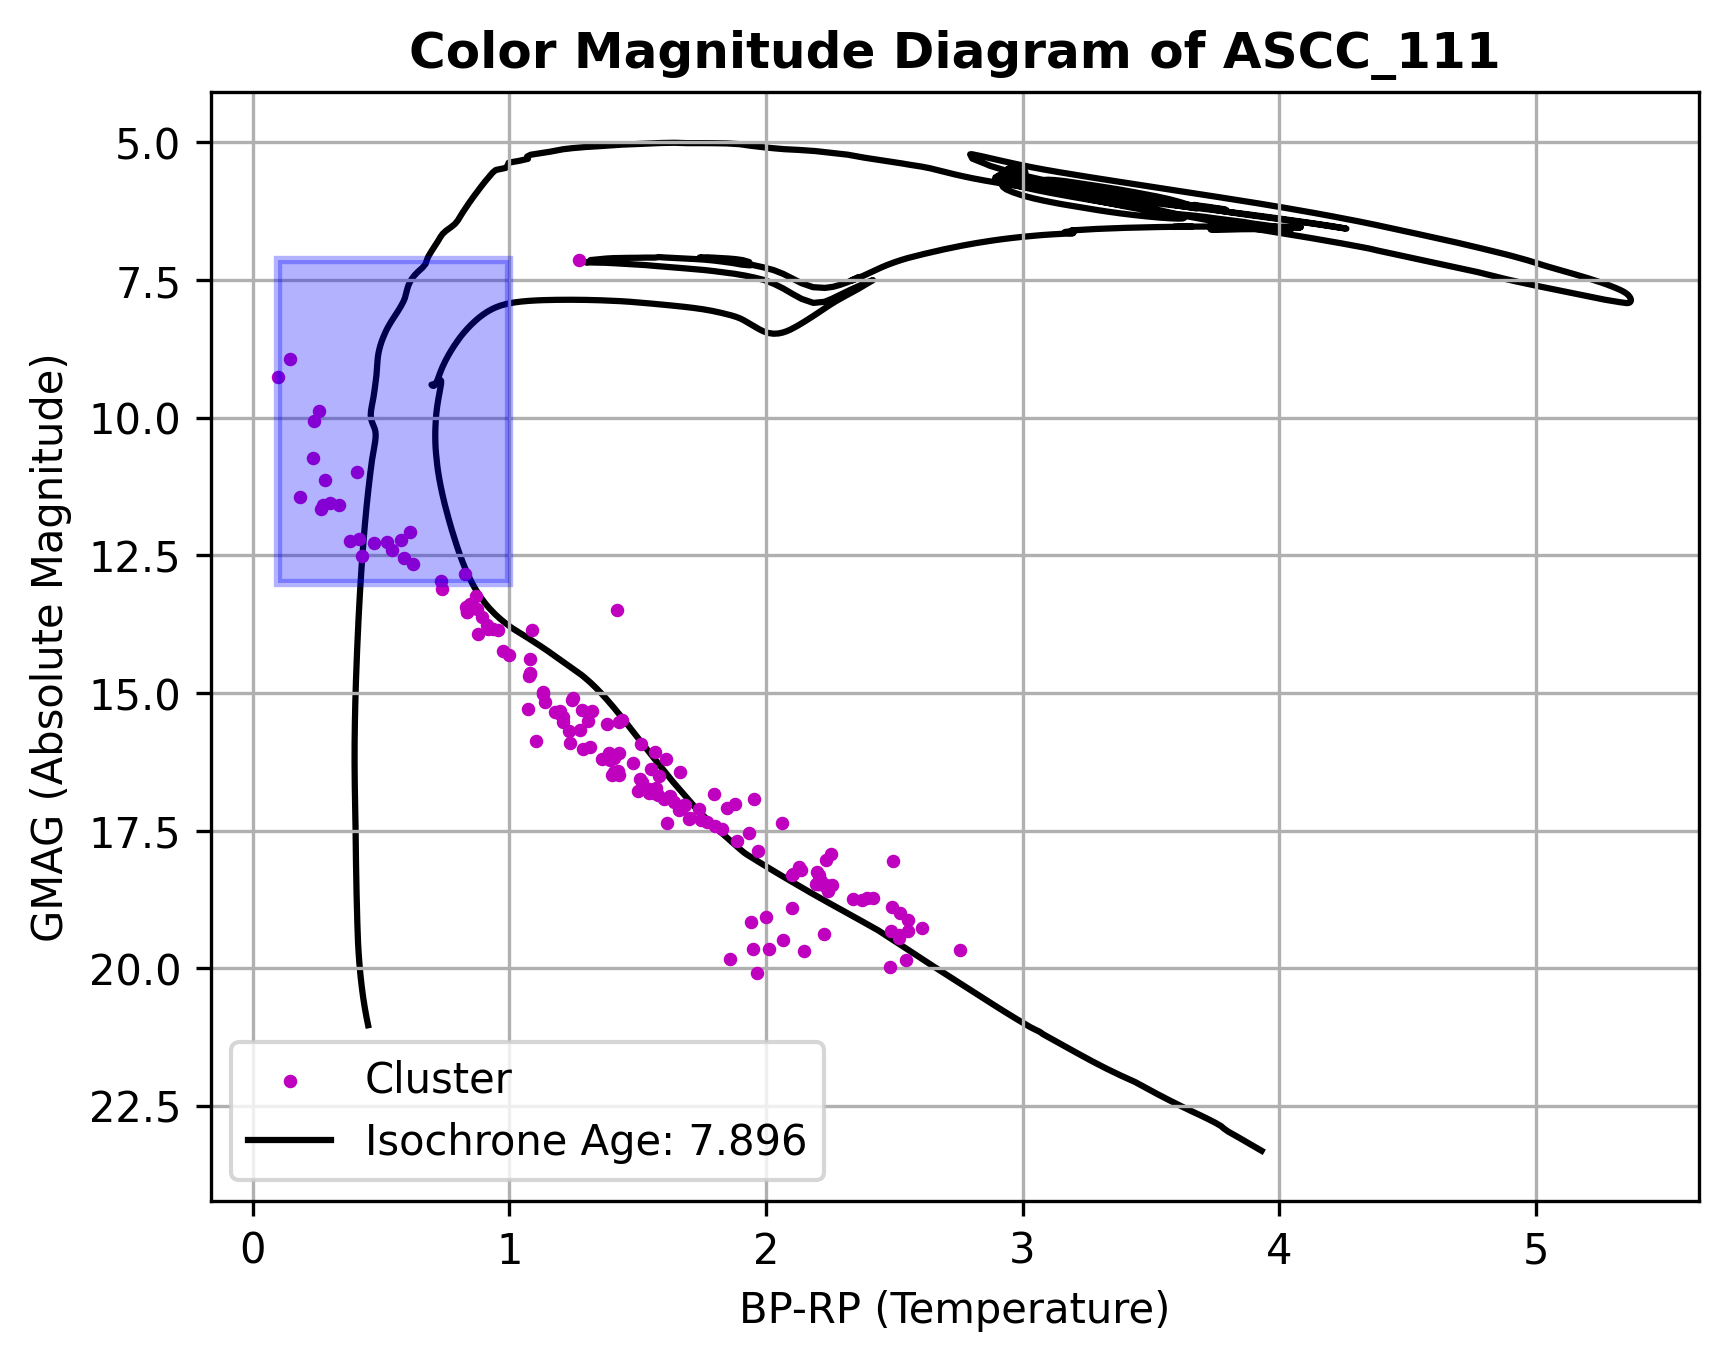 Color Magnitude Diagram of ASCC_111
GMAG (Absolute Magnitude)
5.0
7.5
10.0
12.5
15.0
17.5
20.0
22.5
Cluster
Isochrone Age: 7.896
0 1 2 3 4 5
BP-RP (Temperature)